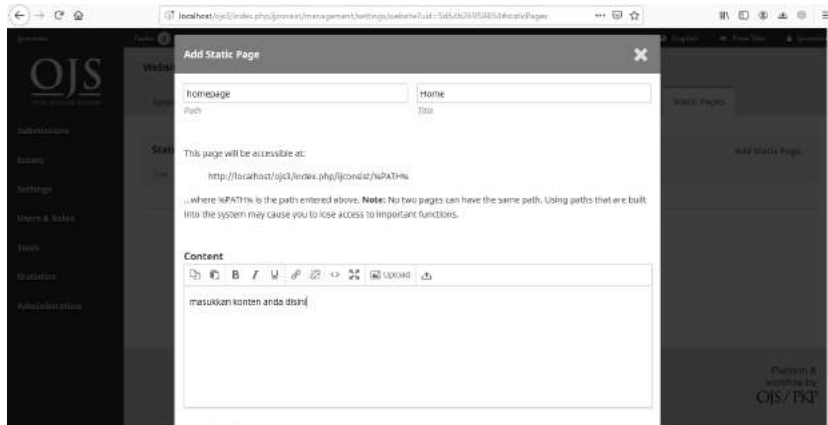 localhost/ojs3/index.php/ijconsist/management/settings/website
Tasks
English
View Site
OJS
Add Static Page
homepage
Home
Path
Title
Static Pages
Submissions
Issues
Settings
Users & Roles
Tools
Statistics
Administration
Add Static Page
This page will be accessible at:
http://localhost/ojs3/index.php/ijconsist/%PATH%
...where %PATH% is the path entered above. Note: No two pages can have the same path. Using paths that are built
into the system may cause you to lose access to important functions.
Content
B I U Upload
masukkan konten anda disini
Platform &
workflow by
OJS / PKP